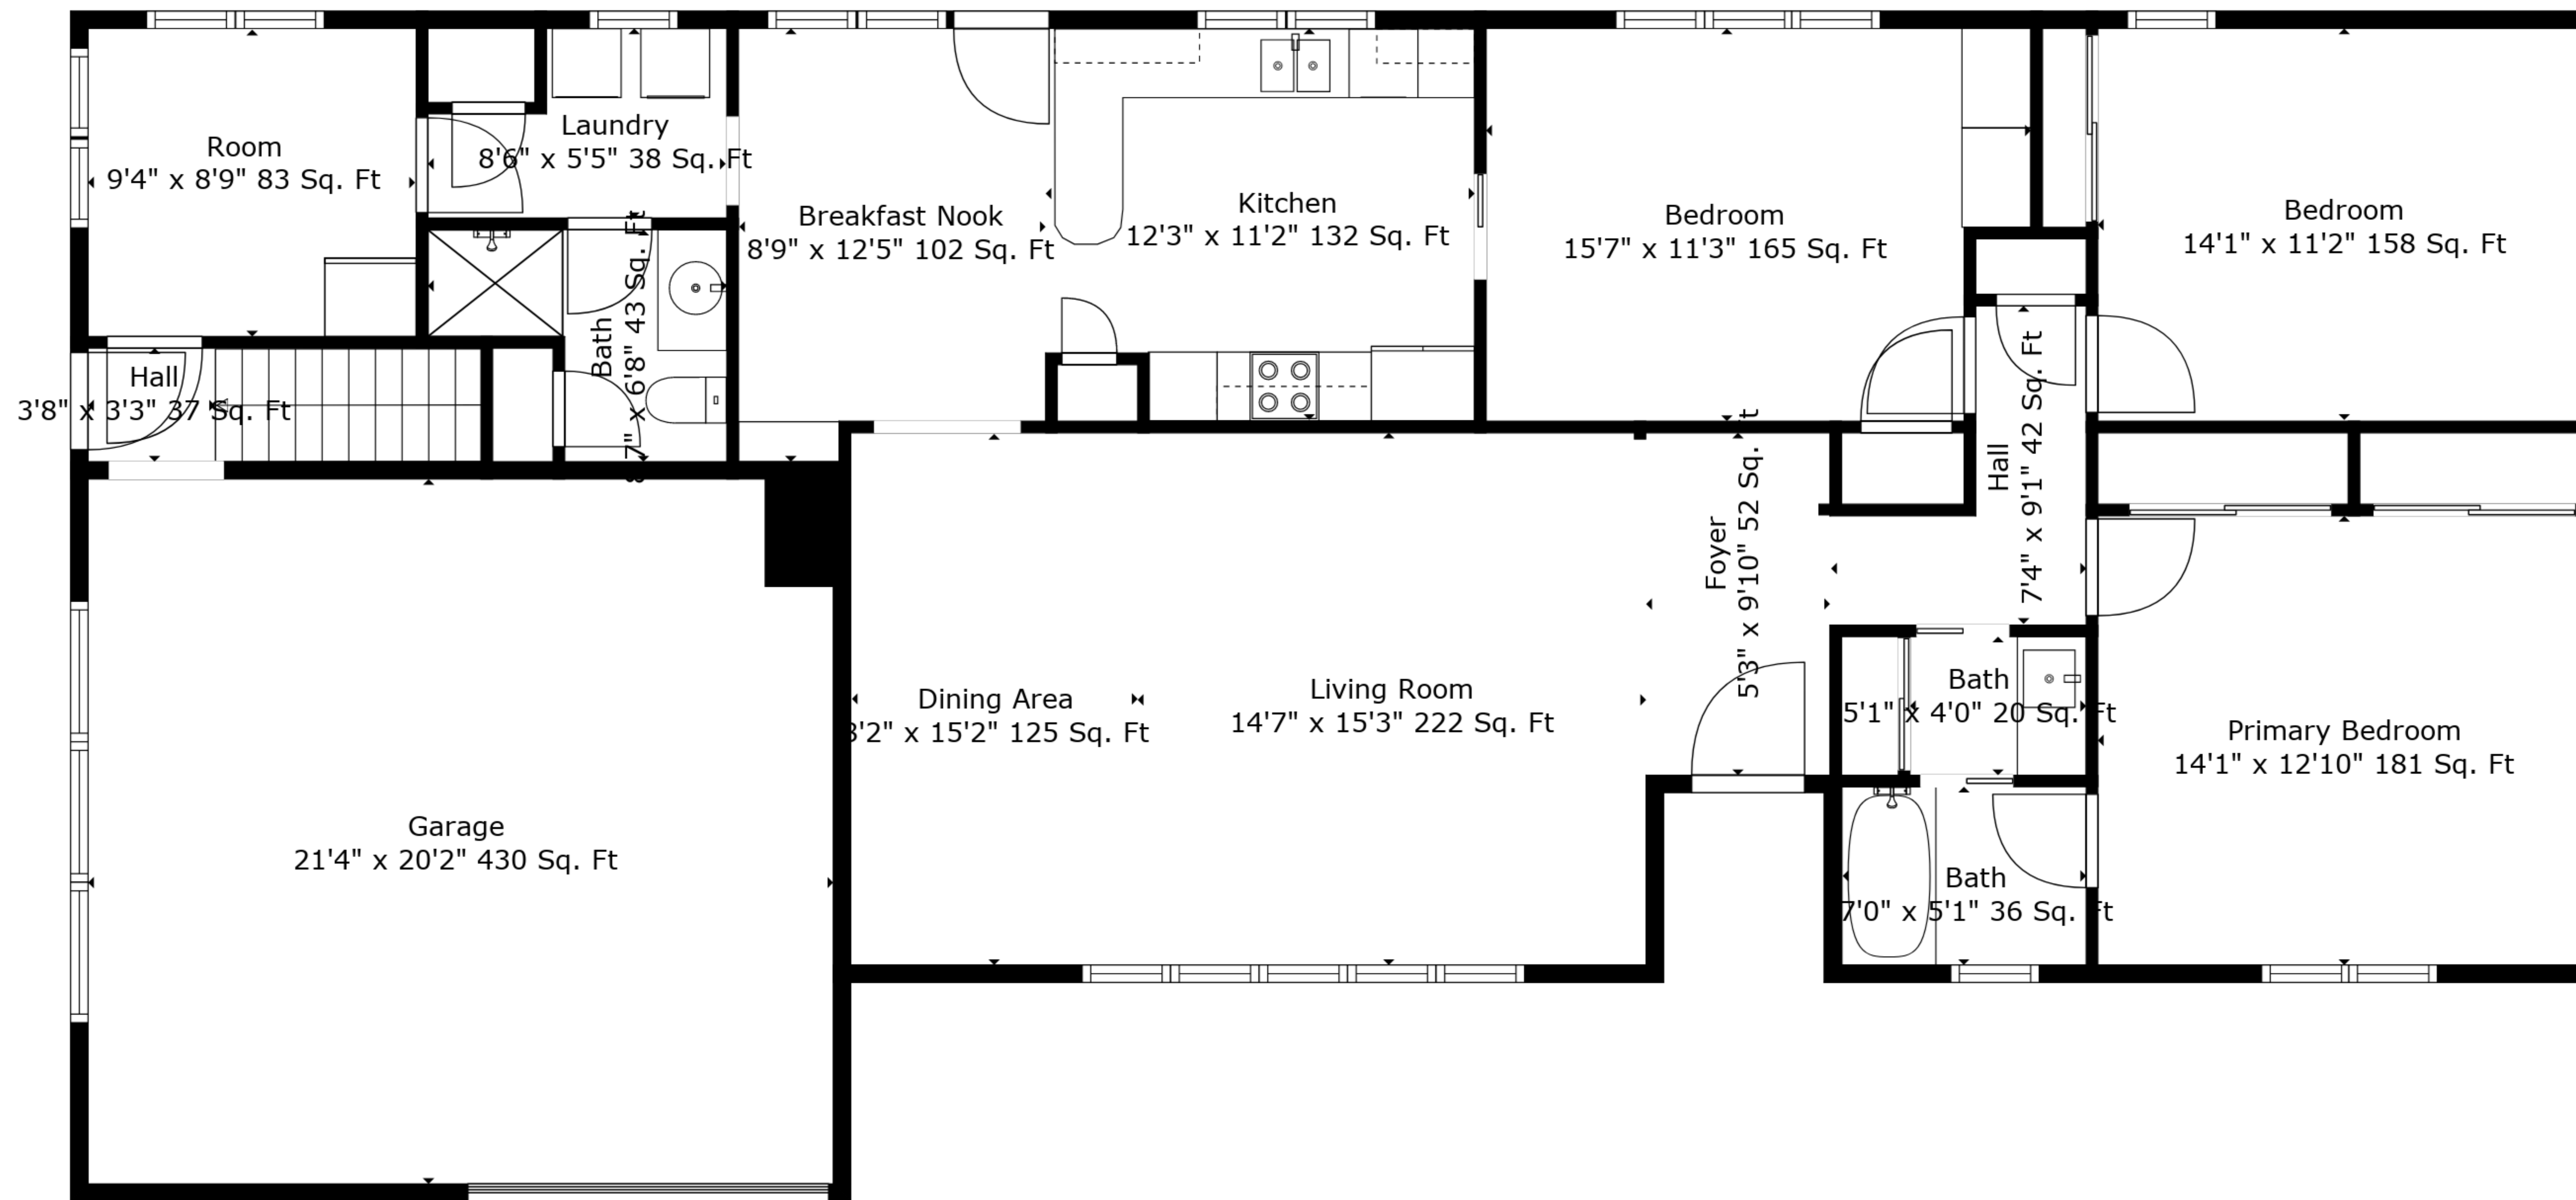 Room
9'4" x 8'9" 83 Sq. Ft
Laundry
8'6" x 5'5" 38 Sq. Ft
Breakfast Nook
8'9" x 12'5" 102 Sq. Ft
Kitchen
12'3" x 11'2" 132 Sq. Ft
Bedroom
15'7" x 11'3" 165 Sq. Ft
Bedroom
14'1" x 11'2" 158 Sq. Ft
Hall
3'8" x 3'3" 37 Sq. Ft
Bath
7" x 6'8" 43 Sq. Ft
Foyer
5'3" x 9'10" 52 Sq. Ft
Hall
7'4" x 9'1" 42 Sq. Ft
Dining Area
8'2" x 15'2" 125 Sq. Ft
Living Room
14'7" x 15'3" 222 Sq. Ft
Bath
5'1" x 4'0" 20 Sq. Ft
Primary Bedroom
14'1" x 12'10" 181 Sq. Ft
Garage
21'4" x 20'2" 430 Sq. Ft
Bath
7'0" x 5'1" 36 Sq. Ft